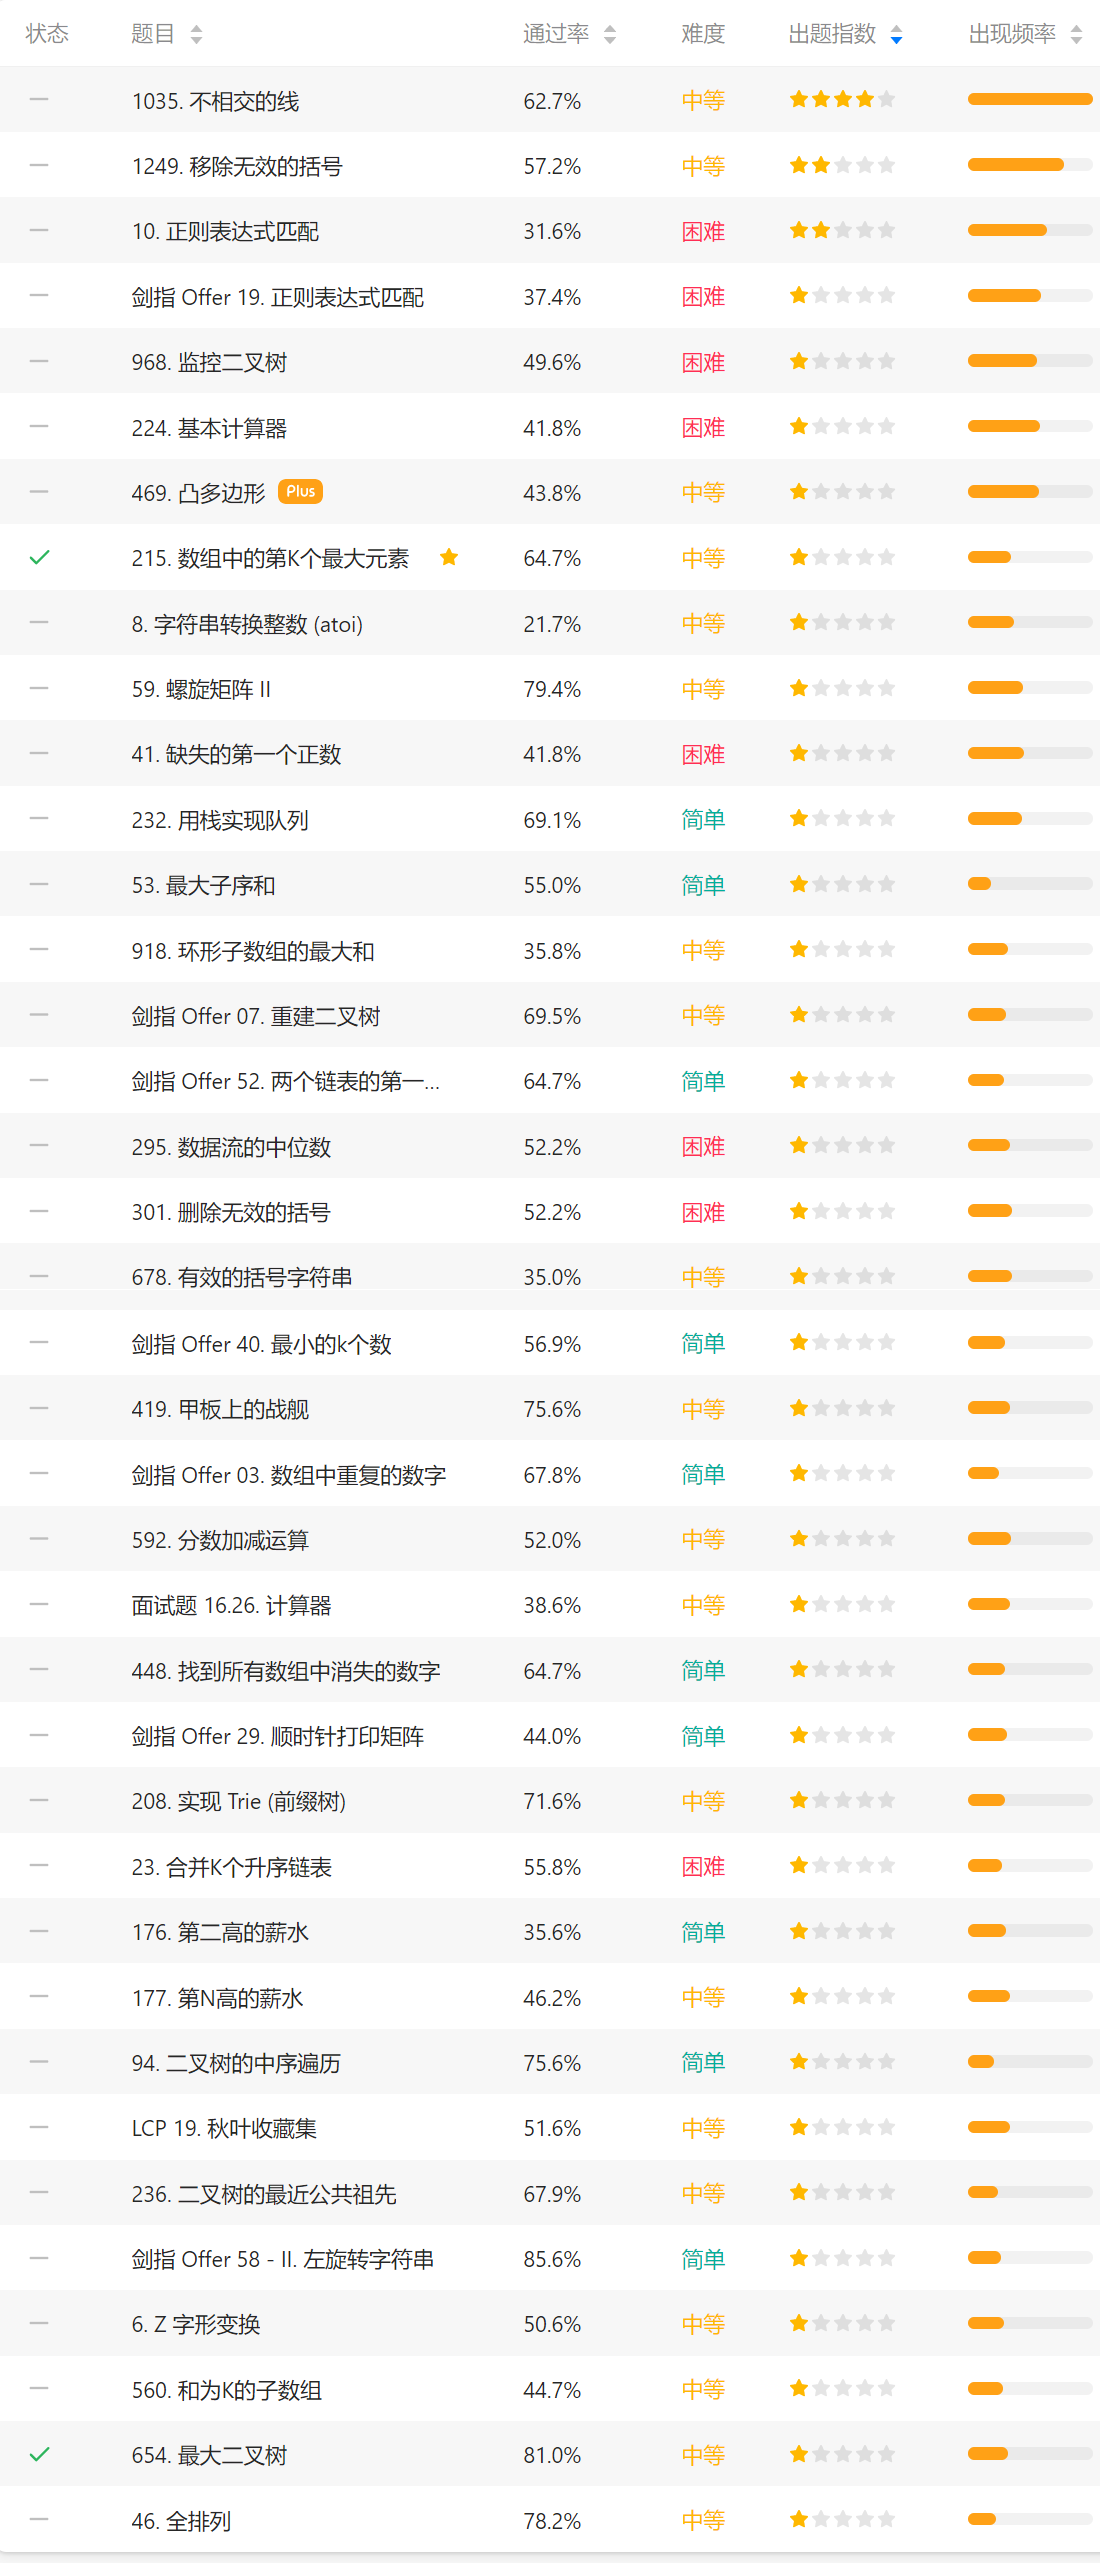 状态 题目 通过率 难度 出题指数 出现频率
1035. 不相交的线 62.7% 中等
1249. 移除无效的括号 57.2% 中等
10. 正则表达式匹配 31.6% 困难
剑指 Offer 19. 正则表达式匹配 37.4% 困难
968. 监控二叉树 49.6% 困难
224. 基本计算器 41.8% 困难
469. 凸多边形 Plus 43.8% 中等
215. 数组中的第K个最大元素 64.7% 中等
8. 字符串转换整数 (atoi) 21.7% 中等
59. 螺旋矩阵 II 79.4% 中等
41. 缺失的第一个正数 41.8% 困难
232. 用栈实现队列 69.1% 简单
53. 最大子序和 55.0% 简单
918. 环形子数组的最大和 35.8% 中等
剑指 Offer 07. 重建二叉树 69.5% 中等
剑指 Offer 52. 两个链表的第一... 64.7% 简单
295. 数据流的中位数 52.2% 困难
301. 删除无效的括号 52.2% 困难
678. 有效的括号字符串 35.0% 中等
剑指 Offer 40. 最小的k个数 56.9% 简单
419. 甲板上的战舰 75.6% 中等
剑指 Offer 03. 数组中重复的数字 67.8% 简单
592. 分数加减运算 52.0% 中等
面试题 16.26. 计算器 38.6% 中等
448. 找到所有数组中消失的数字 64.7% 简单
剑指 Offer 29. 顺时针打印矩阵 44.0% 简单
208. 实现 Trie (前缀树) 71.6% 中等
23. 合并K个升序链表 55.8% 困难
176. 第二高的薪水 35.6% 简单
177. 第N高的薪水 46.2% 中等
94. 二叉树的中序遍历 75.6% 简单
LCP 19. 秋叶收藏集 51.6% 中等
236. 二叉树的最近公共祖先 67.9% 中等
剑指 Offer 58 - II. 左旋转字符串 85.6% 简单
6. Z 字形变换 50.6% 中等
560. 和为K的子数组 44.7% 中等
654. 最大二叉树 81.0% 中等
46. 全排列 78.2% 中等